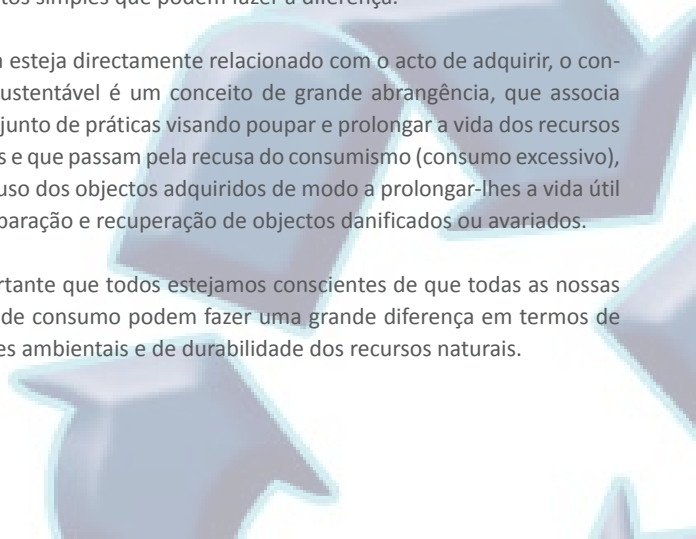 tos simples que podem fazer a diferença.
esteja directamente relacionado com o acto de adquirir, o con-
ustentável é um conceito de grande abrangência, que associa
junto de práticas visando poupar e prolongar a vida dos recursos
s e que passam pela recusa do consumismo (consumo excessivo),
uso dos objectos adquiridos de modo a prolongar-lhes a vida útil
paração e recuperação de objectos danificados ou avariados.
rtante que todos estejamos conscientes de que todas as nossas
de consumo podem fazer uma grande diferença em termos de
es ambientais e de durabilidade dos recursos naturais.